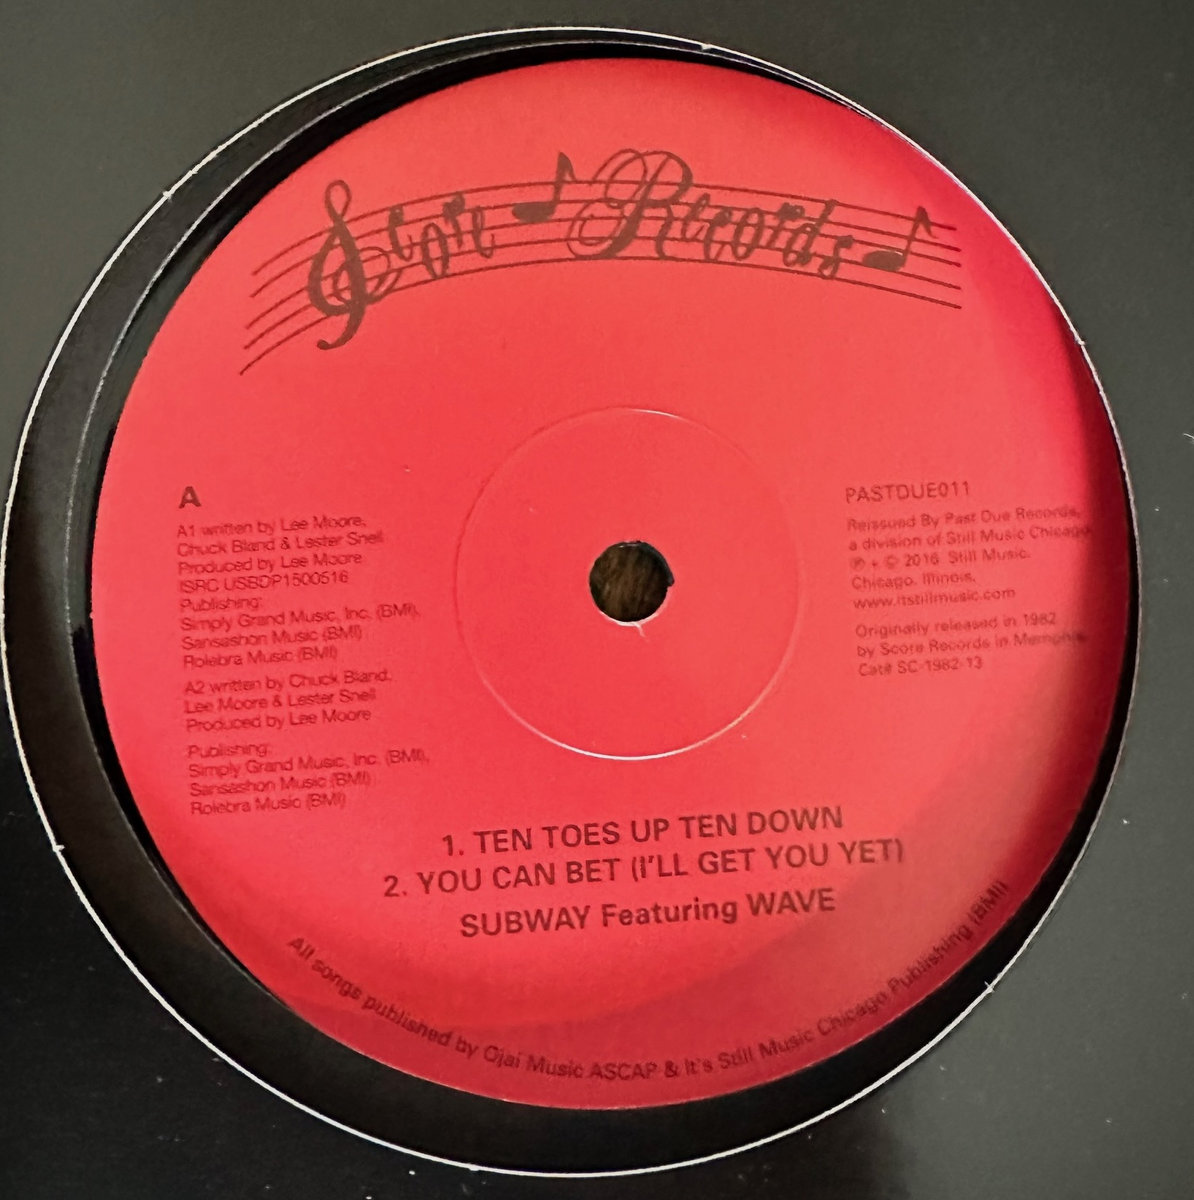 Score Records
A
A1 written by Lee Moore,
Chuck Bland & Lester Snell
Produced by Lee Moore
ISRC USBDP1500516
Publishing:
Simply Grand Music, Inc. (BMI),
Sansashon Music (BMI)
Rolebra Music (BMI)
A2 written by Chuck Bland,
Lee Moore & Lester Snell
Produced by Lee Moore
Publishing:
Simply Grand Music, Inc. (BMI),
Sansashon Music (BMI)
Rolebra Music (BMI)
PASTDUE011
Reissued By Past Due Records,
a division of Still Music Chicago
℗ + © 2016 Still Music.
Chicago. Illinois.
www.itstillmusic.com
Originally released in 1982
by Score Records in Memphis
Cat# SC-1982-13
1. TEN TOES UP TEN DOWN
2. YOU CAN BET (I'LL GET YOU YET)
SUBWAY Featuring WAVE
All songs published by Ojai Music ASCAP & It's Still Music Chicago Publishing (BMI)